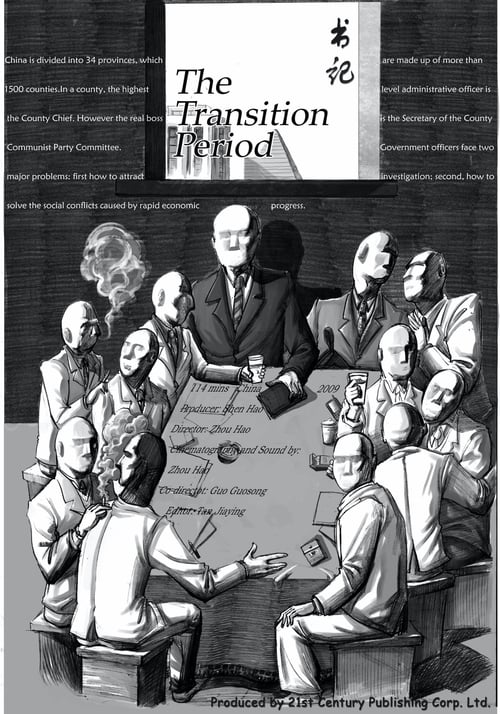 书记
The
Transition
Period
China is divided into 34 provinces, which are made up of more than
1500 counties.In a county, the highest level administrative officer is
the County Chief. However the real boss is the Secretary of the County
Communist Party Committee. Government officers face two
major problems: first how to attract investigation; second, how to
solve the social conflicts caused by rapid economic progress.
114 mins China 2009
Producer: Shen Hao
Director: Zhou Hao
Cinematography and Sound by:
Zhou Hao
Co-director: Guo Guosong
Editor: Tan Jiaying
Produced by 21st Century Publishing Corp. Ltd.